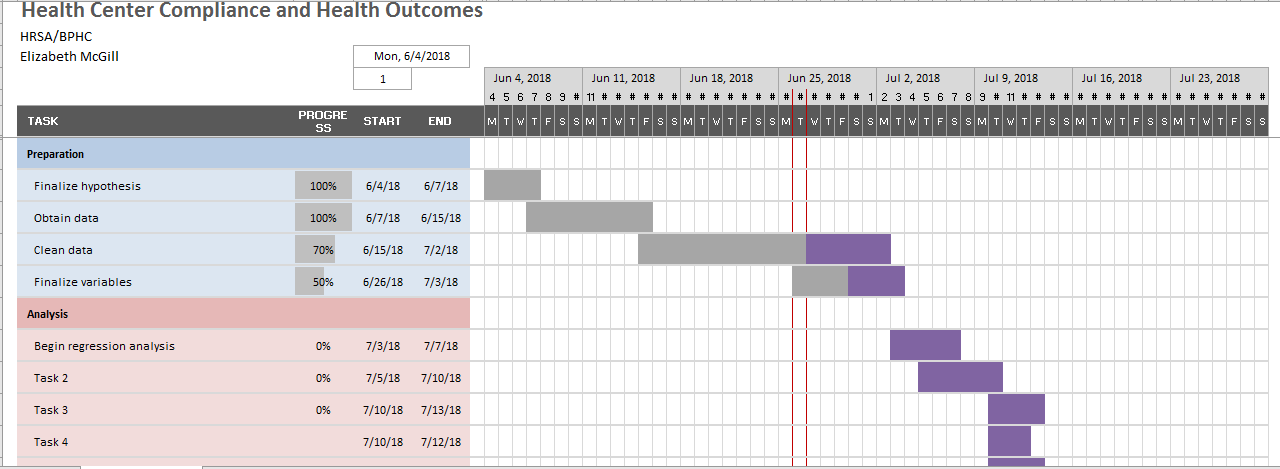 Health Center Compliance and Health Outcomes
HRSA/BPHC
Elizabeth McGill
Mon, 6/4/2018
1
Jun 4, 2018 Jun 11, 2018 Jun 18, 2018 Jun 25, 2018 Jul 2, 2018 Jul 9, 2018 Jul 16, 2018 Jul 23, 2018
4 5 6 7 8 9 # 11 # # # # # # # # # # # # # # # # # # # 1 2 3 4 5 6 7 8 9 # 11 # # # # # # # # # # # # # # # # # #
TASK PROGRE
SS START END M T W T F S S M T W T F S S M T W T F S S M T W T F S S M T W T F S S M T W T F S S M T W T F S S M T W T F S S
Preparation
Finalize hypothesis 100% 6/4/18 6/7/18
Obtain data 100% 6/7/18 6/15/18
Clean data 70% 6/15/18 7/2/18
Finalize variables 50% 6/26/18 7/3/18
Analysis
Begin regression analysis 0% 7/3/18 7/7/18
Task 2 0% 7/5/18 7/10/18
Task 3 0% 7/10/18 7/13/18
Task 4 7/10/18 7/12/18